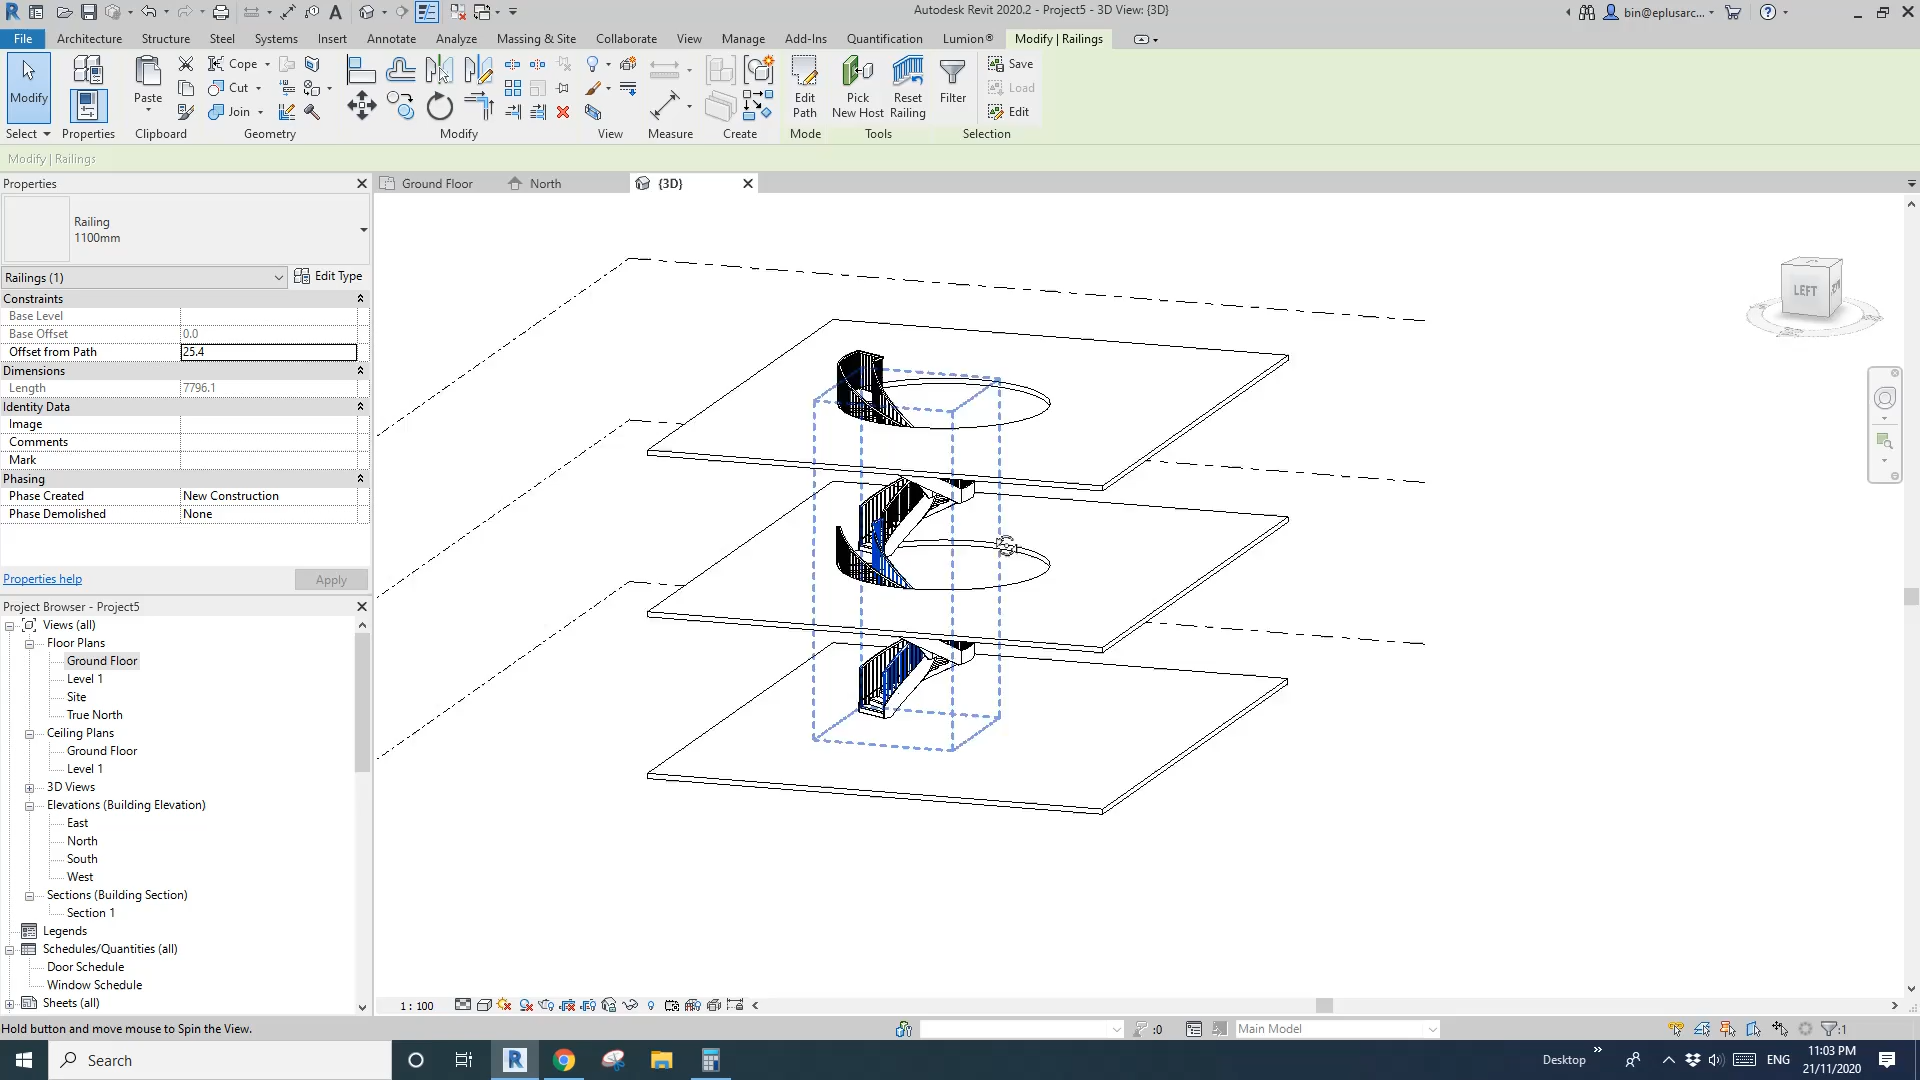 Autodesk Revit 2020.2 - Project5 - 3D View: {3D}
bin@eplusarc...
File Architecture Structure Steel Systems Insert Annotate Analyze Massing & Site Collaborate View Manage Add-Ins Quantification Lumion® Modify | Railings
Modify
Paste
Cope
Cut
Join
Edit Path
Pick New Host
Reset Railing
Filter
Save
Load
Edit
Select Properties Clipboard Geometry Modify View Measure Create Mode Tools Selection
Modify | Railings
Properties
Ground Floor
North
{3D}
Railing
1100mm
Railings (1)
Edit Type
Constraints
Base Level
Base Offset 0.0
Offset from Path 25.4
Dimensions
Length 7796.1
Identity Data
Image
Comments
Mark
Phasing
Phase Created New Construction
Phase Demolished None
Properties help
Apply
LEFT
Project Browser - Project5
Views (all)
Floor Plans
Ground Floor
Level 1
Site
True North
Ceiling Plans
Ground Floor
Level 1
3D Views
Elevations (Building Elevation)
East
North
South
West
Sections (Building Section)
Section 1
Legends
Schedules/Quantities (all)
Door Schedule
Window Schedule
Sheets (all)
1 : 100
Hold button and move mouse to Spin the View.
:0
Main Model
:1
Search
Desktop
ENG
11:03 PM
21/11/2020